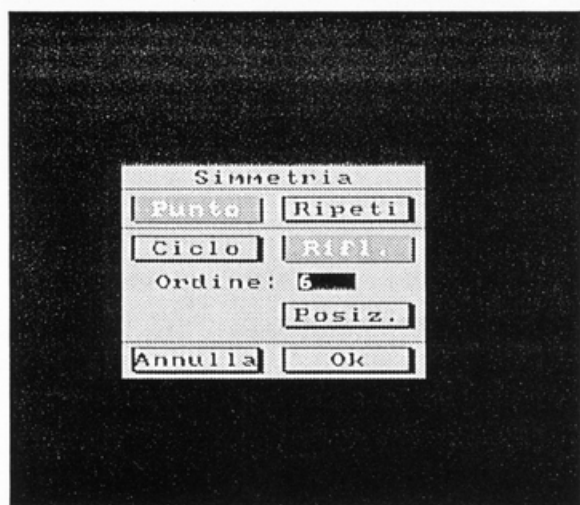 Simmetria
Punto Ripeti
Ciclo Rifl.
Ordine: 6
Posiz.
Annulla Ok